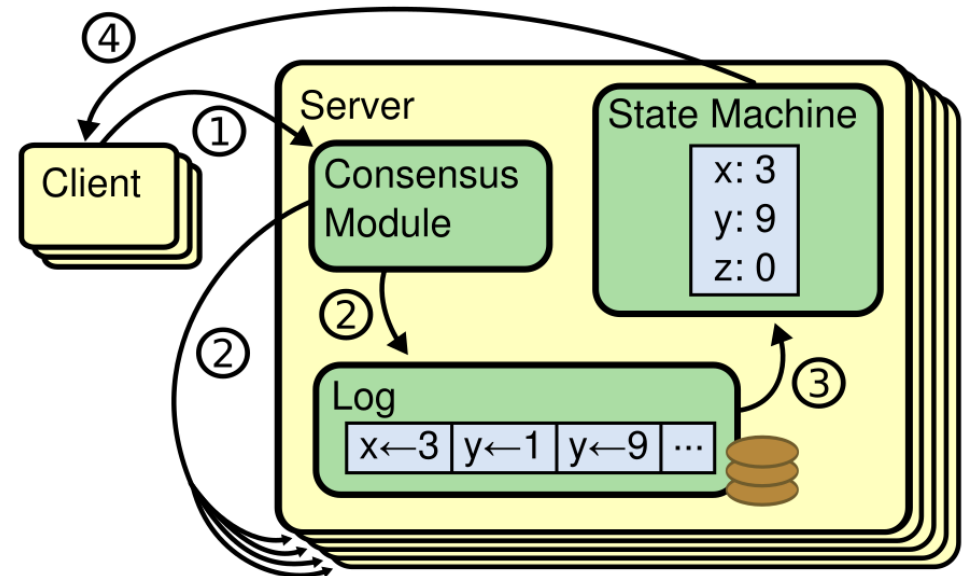 ④
①
Server
State Machine
Client
Consensus
Module
x: 3
y: 9
z: 0
②
②
③
Log
x←3 y←1 y←9 ...